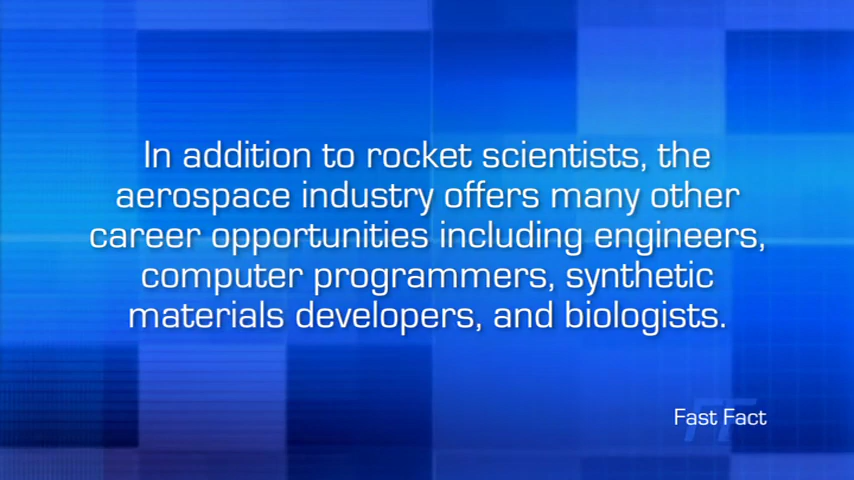 In addition to rocket scientists, the
aerospace industry offers many other
career opportunities including engineers,
computer programmers, synthetic
materials developers, and biologists.
FF
Fast Fact